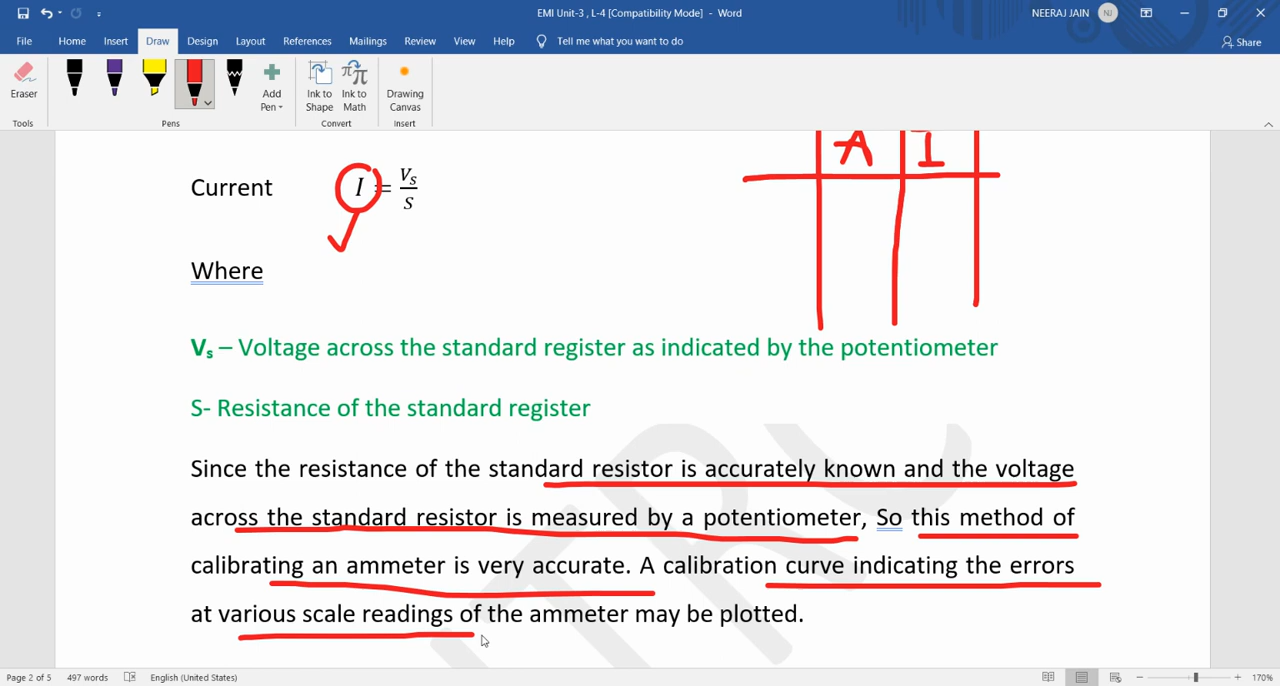 EMI Unit-3 , L-4 [Compatibility Mode] - Word
NEERAJ JAIN NJ
File Home Insert Draw Design Layout References Mailings Review View Help Tell me what you want to do Share
Eraser
Add Pen
Ink to Shape
Ink to Math
Drawing Canvas
Tools Pens Convert Insert
A I
Current I = Vs/S
Where
Vs – Voltage across the standard register as indicated by the potentiometer
S- Resistance of the standard register
Since the resistance of the standard resistor is accurately known and the voltage
across the standard resistor is measured by a potentiometer, So this method of
calibrating an ammeter is very accurate. A calibration curve indicating the errors
at various scale readings of the ammeter may be plotted.
Page 2 of 5 497 words English (United States) 170%